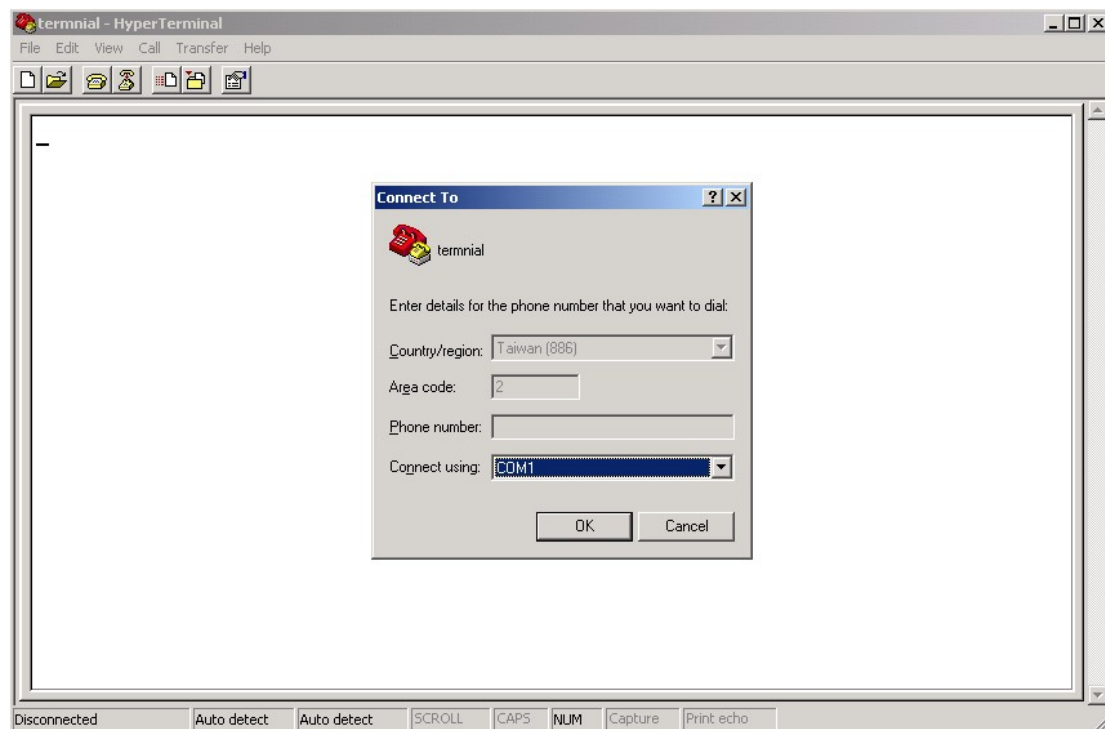 termnial - HyperTerminal
File Edit View Call Transfer Help
Connect To
termnial
Enter details for the phone number that you want to dial:
Country/region: Taiwan (886)
Area code: 2
Phone number:
Connect using: COM1
OK Cancel
Disconnected Auto detect Auto detect SCROLL CAPS NUM Capture Print echo